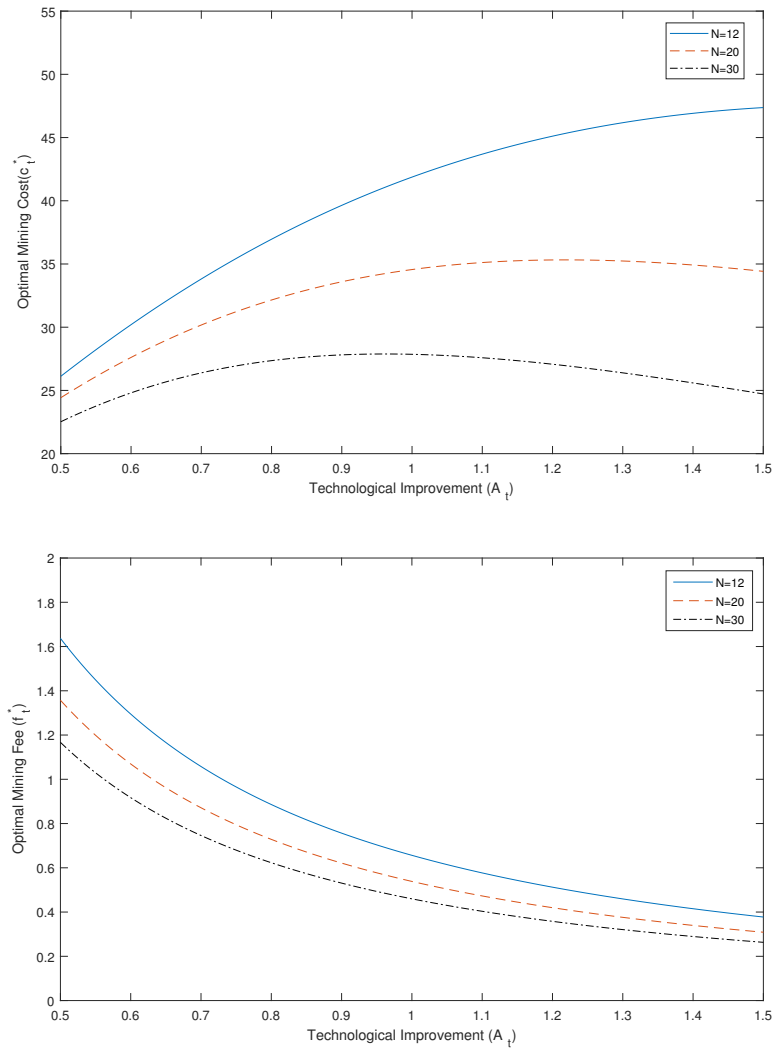 55
50
45
40
35
30
25
20
Optimal Mining Cost(c*t)
N=12
N=20
N=30
0.5 0.6 0.7 0.8 0.9 1 1.1 1.2 1.3 1.4 1.5
Technological Improvement (A t)
2
1.8
1.6
1.4
1.2
1
0.8
0.6
0.4
0.2
0
Optimal Mining Fee (f*t)
N=12
N=20
N=30
0.5 0.6 0.7 0.8 0.9 1 1.1 1.2 1.3 1.4 1.5
Technological Improvement (A t)